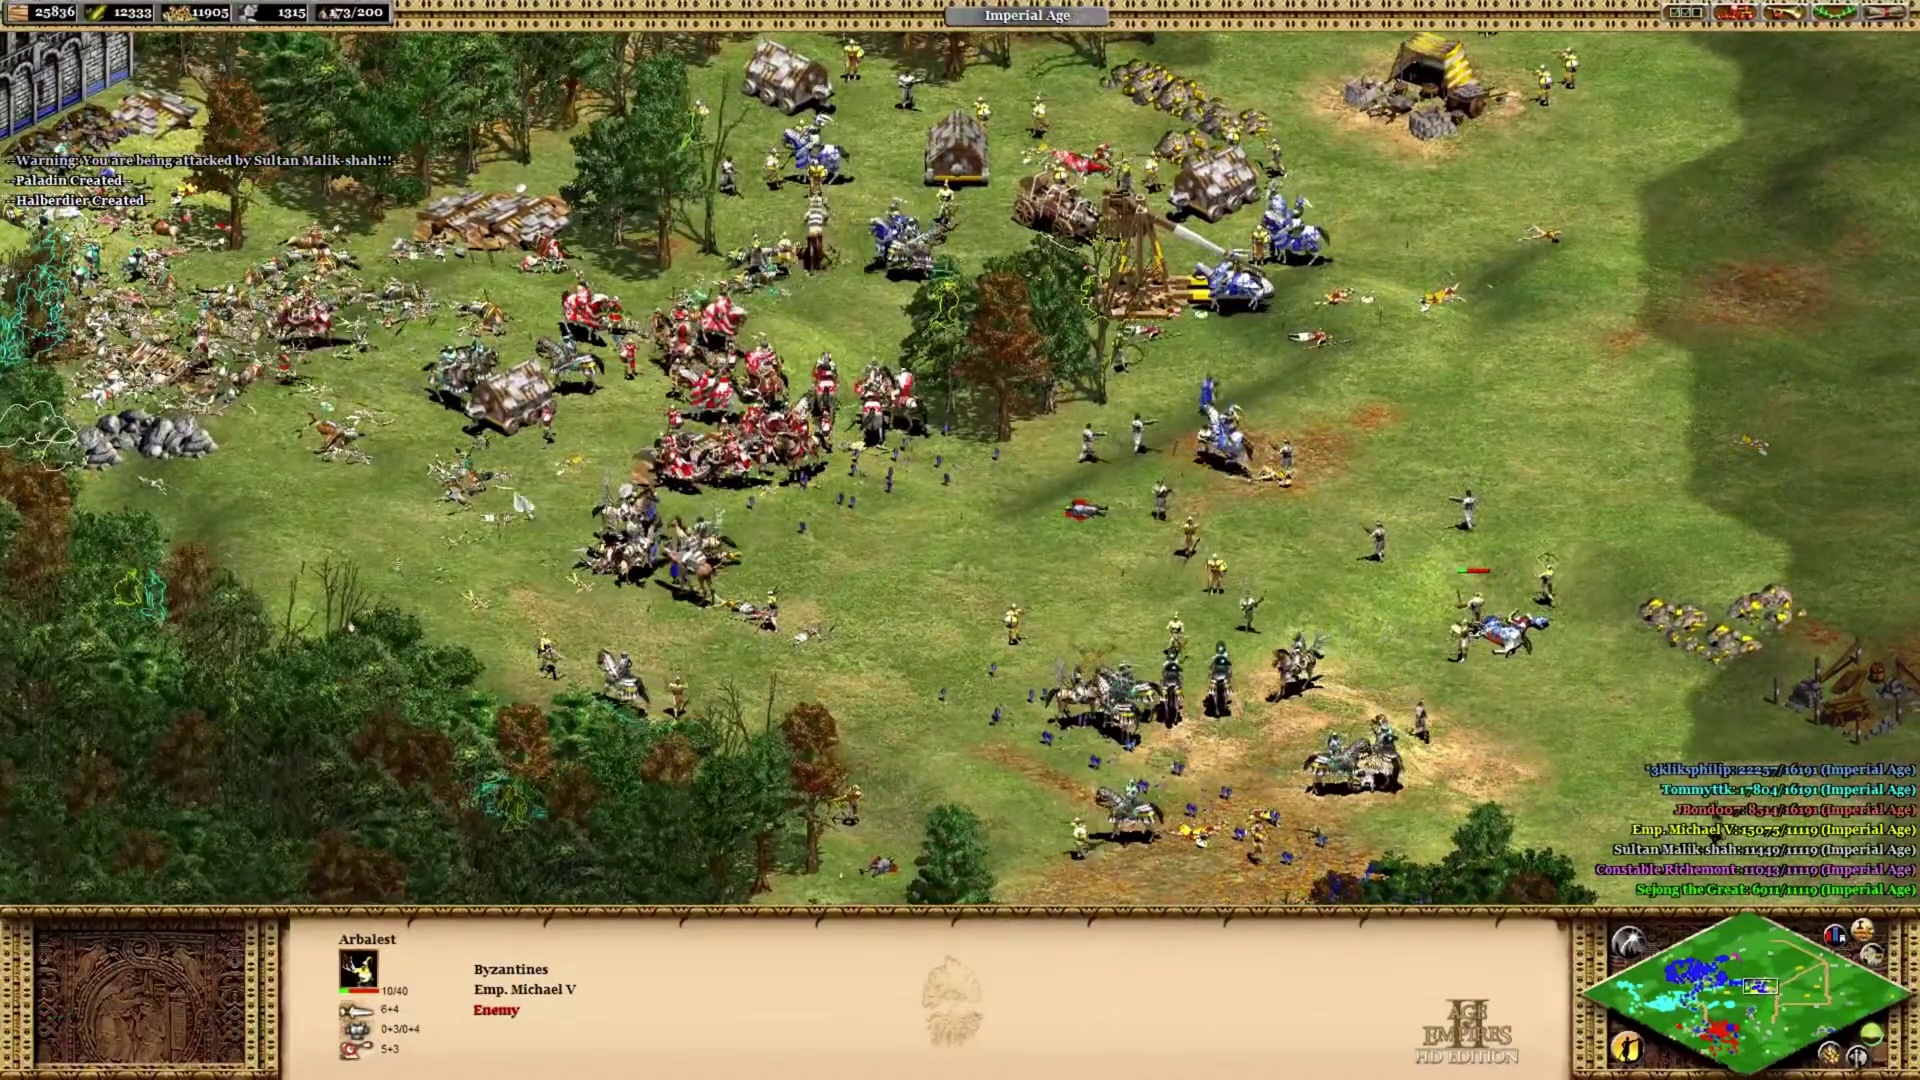 25836 12333 11905 1315 173/200
Imperial Age
--Warning: You are being attacked by Sultan Malik-shah!!!--
--Paladin Created--
--Halberdier Created--
*3kliksphilip: 22257/16191 (Imperial Age)
Tommyttk: 17804/16191 (Imperial Age)
JBond007: 8514/16191 (Imperial Age)
Emp. Michael V: 15075/11119 (Imperial Age)
Sultan Malik-shah: 11449/11119 (Imperial Age)
Constable Richemont: 11043/11119 (Imperial Age)
Sejong the Great: 6911/11119 (Imperial Age)
Arbalest
10/40
6+4
0+3/0+4
5+3
Byzantines
Emp. Michael V
Enemy
AGE
II
EMPIRES
HD EDITION